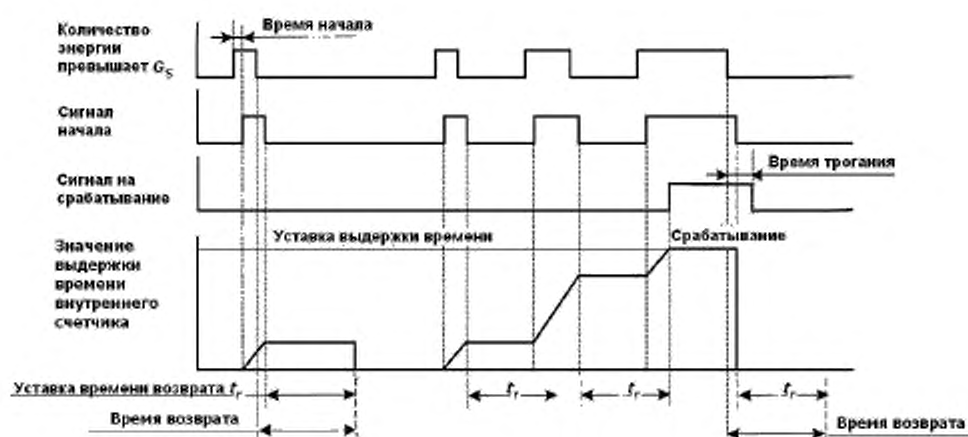 Количество
энергии
превышает G_S
Время начала
Сигнал
начала
Сигнал на
срабатывание
Время трогания
Значение
выдержки
времени
внутреннего
счетчика
Уставка выдержки времени
Срабатывание
Уставка времени возврата t_r
t_r
t_r
t_r
Время возврата
Время возврата